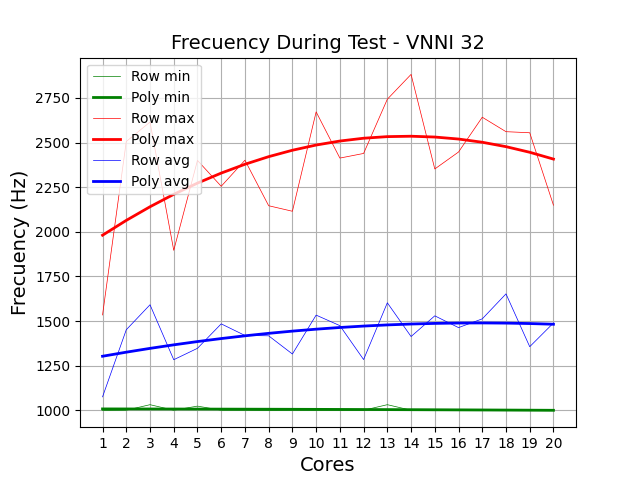 Frecuency During Test - VNNI 32
Row min
Poly min
Row max
Poly max
Row avg
Poly avg
Frecuency (Hz)
2750
2500
2250
2000
1750
1500
1250
1000
1 2 3 4 5 6 7 8 9 10 11 12 13 14 15 16 17 18 19 20
Cores